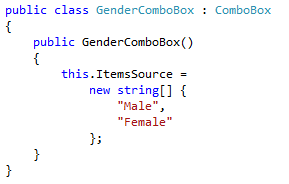 public class GenderComboBox : ComboBox
{
    public GenderComboBox()
    {
        this.ItemsSource =
            new string[] {
                "Male",
                "Female"
            };
    }
}